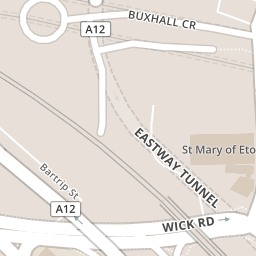 BUXHALL CR
A12
EASTWAY TUNNEL
St Mary of Eto
Bartrip St
A12
WICK RD